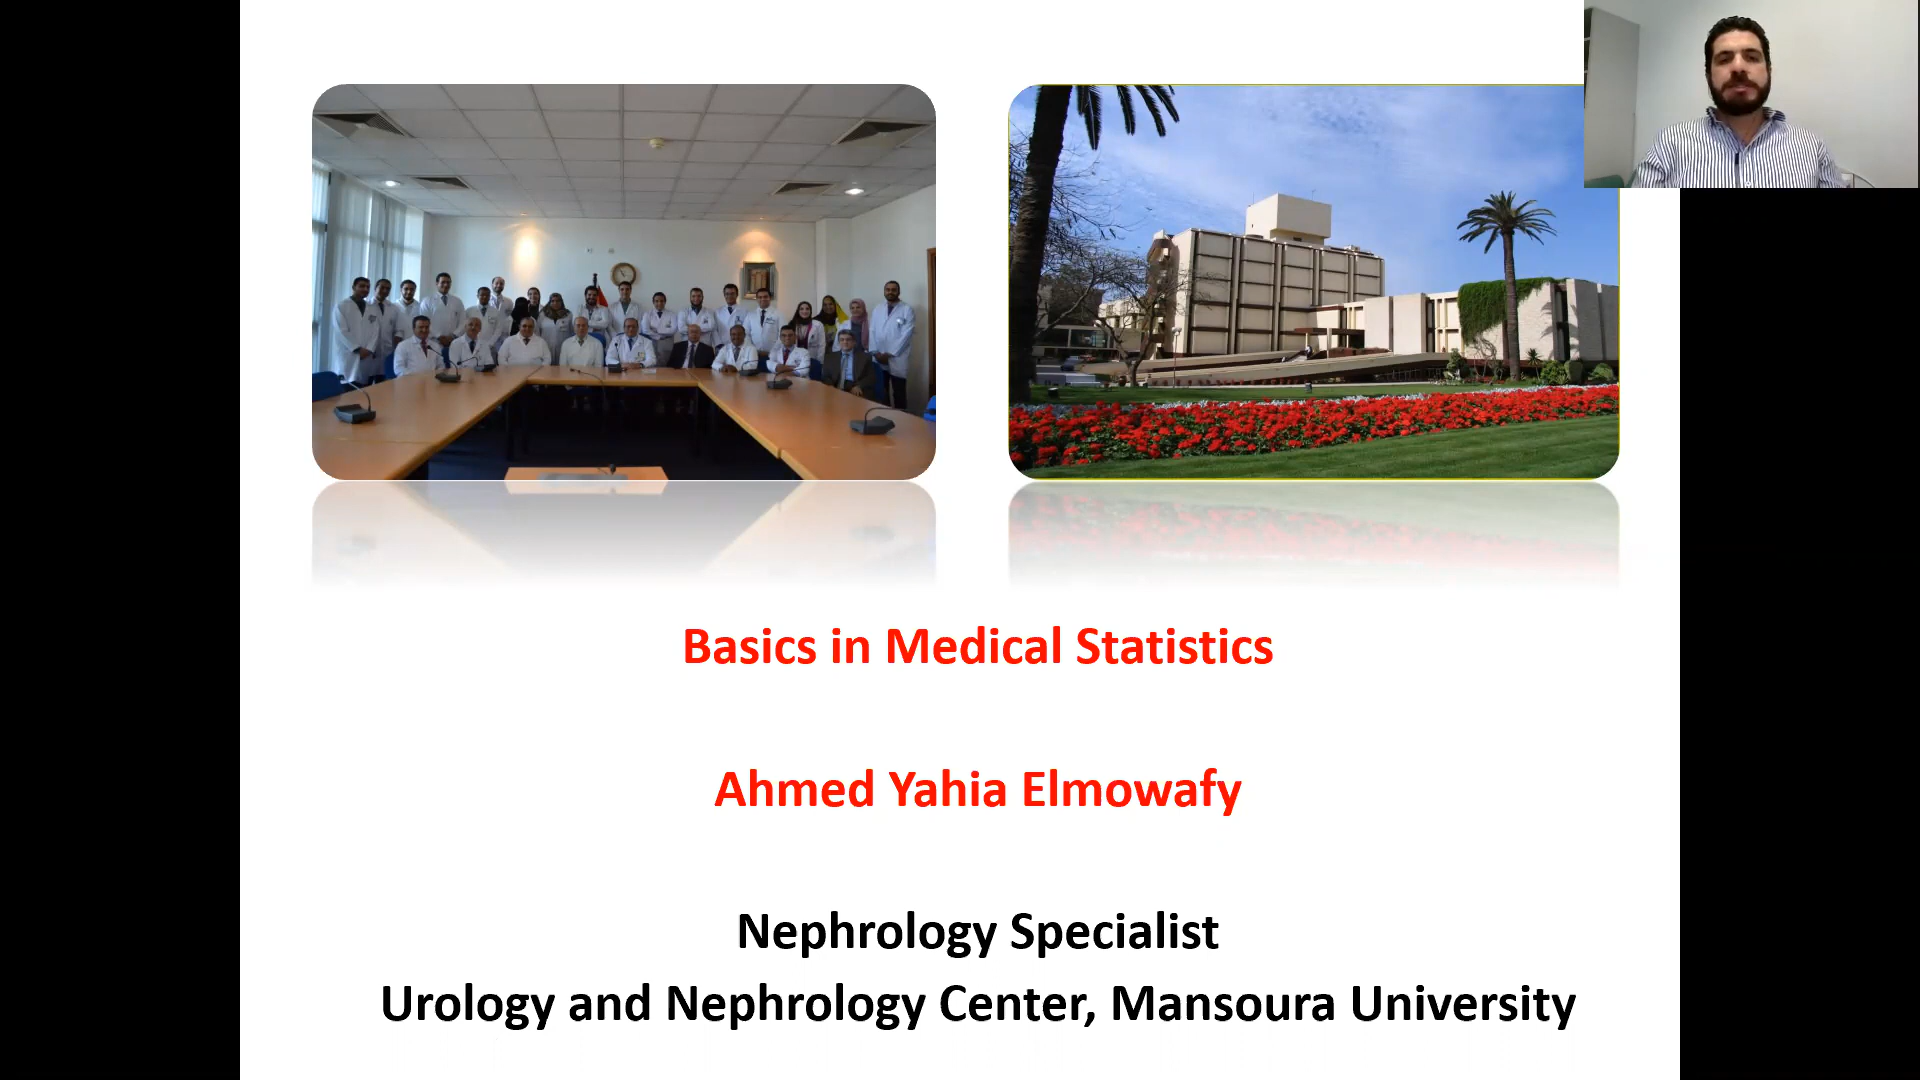 Basics in Medical Statistics
Ahmed Yahia Elmowafy
Nephrology Specialist
Urology and Nephrology Center, Mansoura University